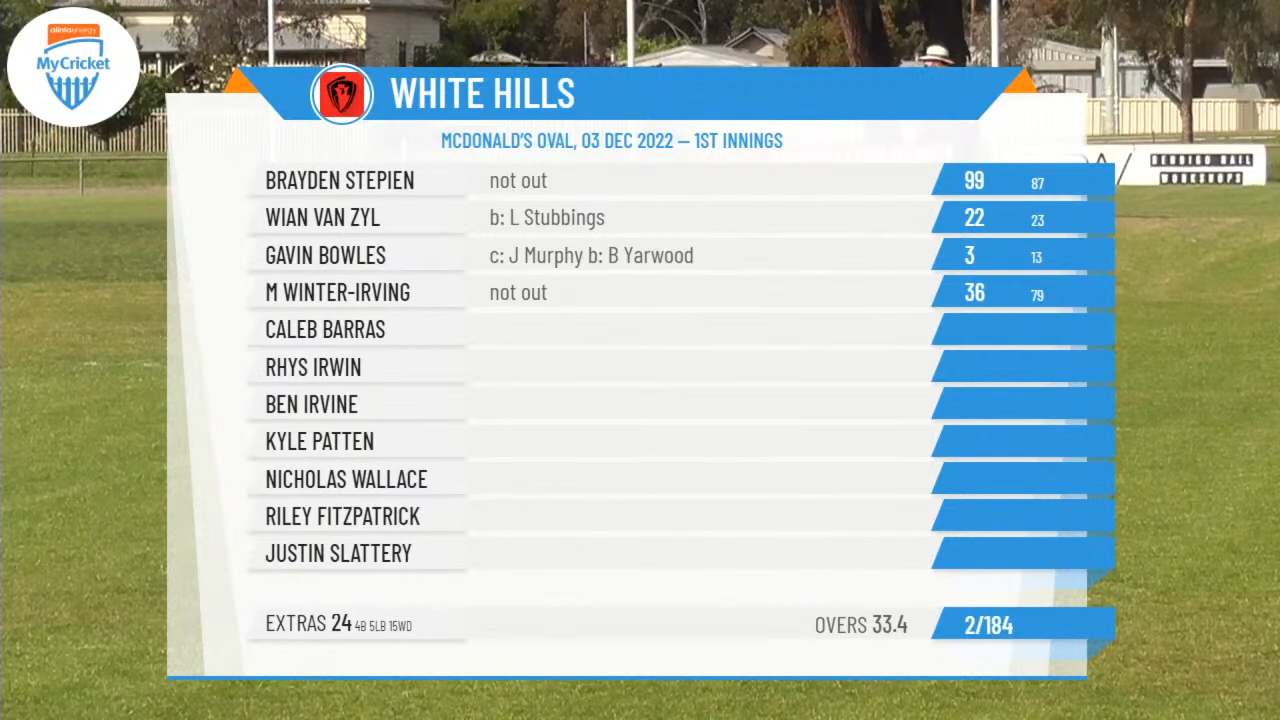 alintaenergy
MyCricket
WHITE HILLS
MCDONALD'S OVAL, 03 DEC 2022 – 1ST INNINGS
BRAYDEN STEPIEN not out 99 87
WIAN VAN ZYL b: L Stubbings 22 23
GAVIN BOWLES c: J Murphy b: B Yarwood 3 13
M WINTER-IRVING not out 36 79
CALEB BARRAS
RHYS IRWIN
BEN IRVINE
KYLE PATTEN
NICHOLAS WALLACE
RILEY FITZPATRICK
JUSTIN SLATTERY
EXTRAS 24 4B 5LB 15WD OVERS 33.4 2/184